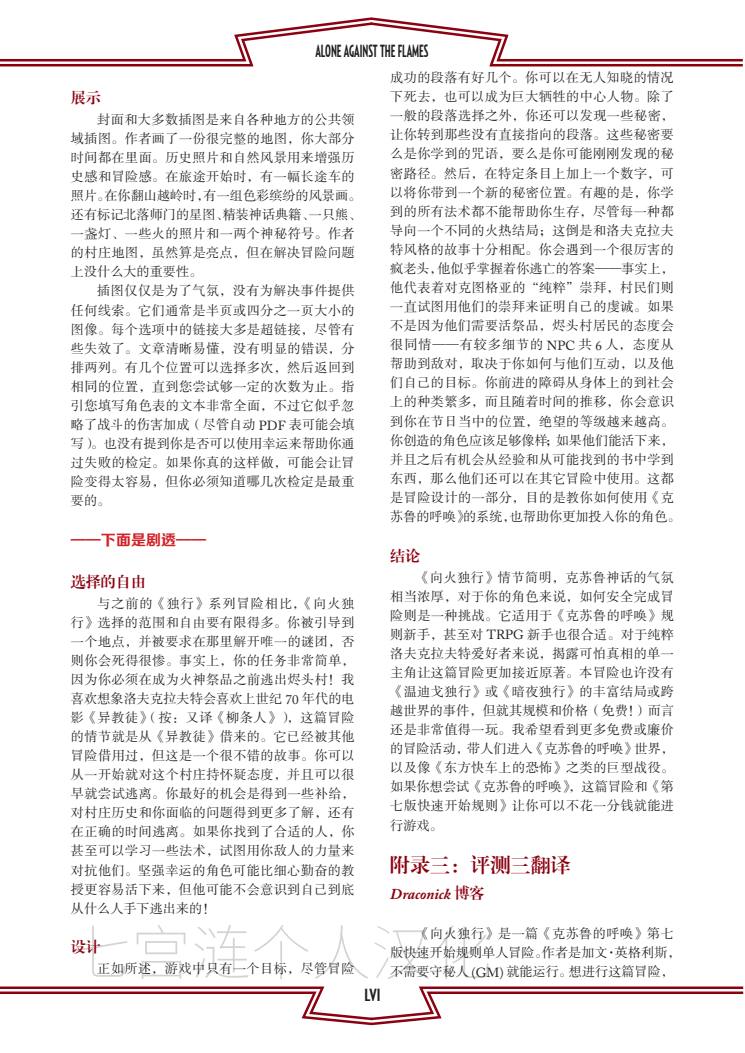 ALONE AGAINST THE FLAMES
展示
封面和大多数插图是来自各种地方的公共领
域插图。作者画了一份很完整的地图，你大部分
时间都在里面。历史照片和自然风景用来增强历
史感和冒险感。在旅途开始时，有一幅长途车的
照片。在你翻山越岭时，有一组色彩缤纷的风景画。
还有标记北落师门的星图、精装神话典籍、一只熊、
一盏灯、一些火的照片和一两个神秘符号。作者
的村庄地图，虽然算是亮点，但在解决冒险问题
上没什么大的重要性。
插图仅仅是为了气氛，没有为解决事件提供
任何线索。它们通常是半页或四分之一页大小的
图像。每个选项中的链接大多是超链接，尽管有
些失效了。文章清晰易懂，没有明显的错误，分
排两列。有几个位置可以选择多次，然后返回到
相同的位置，直到您尝试够一定的次数为止。指
引您填写角色表的文本非常全面，不过它似乎忽
略了战斗的伤害加成（尽管自动 PDF 表可能会填
写）。也没有提到你是否可以使用幸运来帮助你通
过失败的检定。如果你真的这样做，可能会让冒
险变得太容易，但你必须知道哪几次检定是最重
要的。
——下面是剧透——
选择的自由
与之前的《独行》系列冒险相比，《向火独
行》选择的范围和自由要有限得多。你被引导到
一个地点，并被要求在那里解开唯一的谜团，否
则你会死得很惨。事实上，你的任务非常简单，
因为你必须在成为火神祭品之前逃出烬头村！我
喜欢想象洛夫克拉夫特会喜欢上世纪 70 年代的电
影《异教徒》（按：又译《柳条人》），这篇冒险
的情节就是从《异教徒》借来的。它已经被其他
冒险借用过，但这是一个很不错的故事。你可以
从一开始就对这个村庄持怀疑态度，并且可以很
早就尝试逃离。你最好的机会是得到一些补给，
对村庄历史和你面临的问题得到更多了解，还有
在正确的时间逃离。如果你找到了合适的人，你
甚至可以学习一些法术，试图用你敌人的力量来
对抗他们。坚强幸运的角色可能比细心勤奋的教
授更容易活下来，但他可能不会意识到自己到底
从什么人手下逃出来的！
设计
正如所述，游戏中只有一个目标，尽管冒险
成功的段落有好几个。你可以在无人知晓的情况
下死去，也可以成为巨大牺牲的中心人物。除了
一般的段落选择之外，你还可以发现一些秘密，
让你转到那些没有直接指向的段落。这些秘密要
么是你学到的咒语，要么是你可能刚刚发现的秘
密路径。然后，在特定条目上加上一个数字，可
以将你带到一个新的秘密位置。有趣的是，你学
到的所有法术都不能帮助你生存，尽管每一种都
导向一个不同的火热结局；这倒是和洛夫克拉夫
特风格的故事十分相配。你会遇到一个很厉害的
疯老头，他似乎掌握着你逃亡的答案——事实上，
他代表着对克图格亚的“纯粹”崇拜，村民们则
一直试图用他们的崇拜来证明自己的虔诚。如果
不是因为他们需要活祭品，烬头村居民的态度会
很同情——有较多细节的 NPC 共 6 人，态度从
帮助到敌对，取决于你如何与他们互动，以及他
们自己的目标。你前进的障碍从身体上的到社会
上的种类繁多，而且随着时间的推移，你会意识
到你在节日当中的位置，绝望的等级越来越高。
你创造的角色应该足够像样；如果他们能活下来，
并且之后有机会从经验和从可能找到的书中学到
东西，那么他们还可以在其它冒险中使用。这都
是冒险设计的一部分，目的是教你如何使用《克
苏鲁的呼唤》的系统，也帮助你更加投入你的角色。
结论
《向火独行》情节简明，克苏鲁神话的气氛
相当浓厚，对于你的角色来说，如何安全完成冒
险则是一种挑战。它适用于《克苏鲁的呼唤》规
则新手，甚至对 TRPG 新手也很合适。对于纯粹
洛夫克拉夫特爱好者来说，揭露可怕真相的单一
主角让这篇冒险更加接近原著。本冒险也许没有
《温迪戈独行》或《暗夜独行》的丰富结局或跨
越世界的事件，但就其规模和价格（免费！）而言
还是非常值得一玩。我希望看到更多免费或廉价
的冒险活动，带人们进入《克苏鲁的呼唤》世界，
以及像《东方快车上的恐怖》之类的巨型战役。
如果你想尝试《克苏鲁的呼唤》，这篇冒险和《第
七版快速开始规则》让你可以不花一分钱就能进
行游戏。
附录三：评测三翻译
Draconick 博客
《向火独行》是一篇《克苏鲁的呼唤》第七
版快速开始规则单人冒险。作者是加文·英格利斯，
不需要守秘人 (GM) 就能运行。想进行这篇冒险，
七宫涟个人汉化
LVI